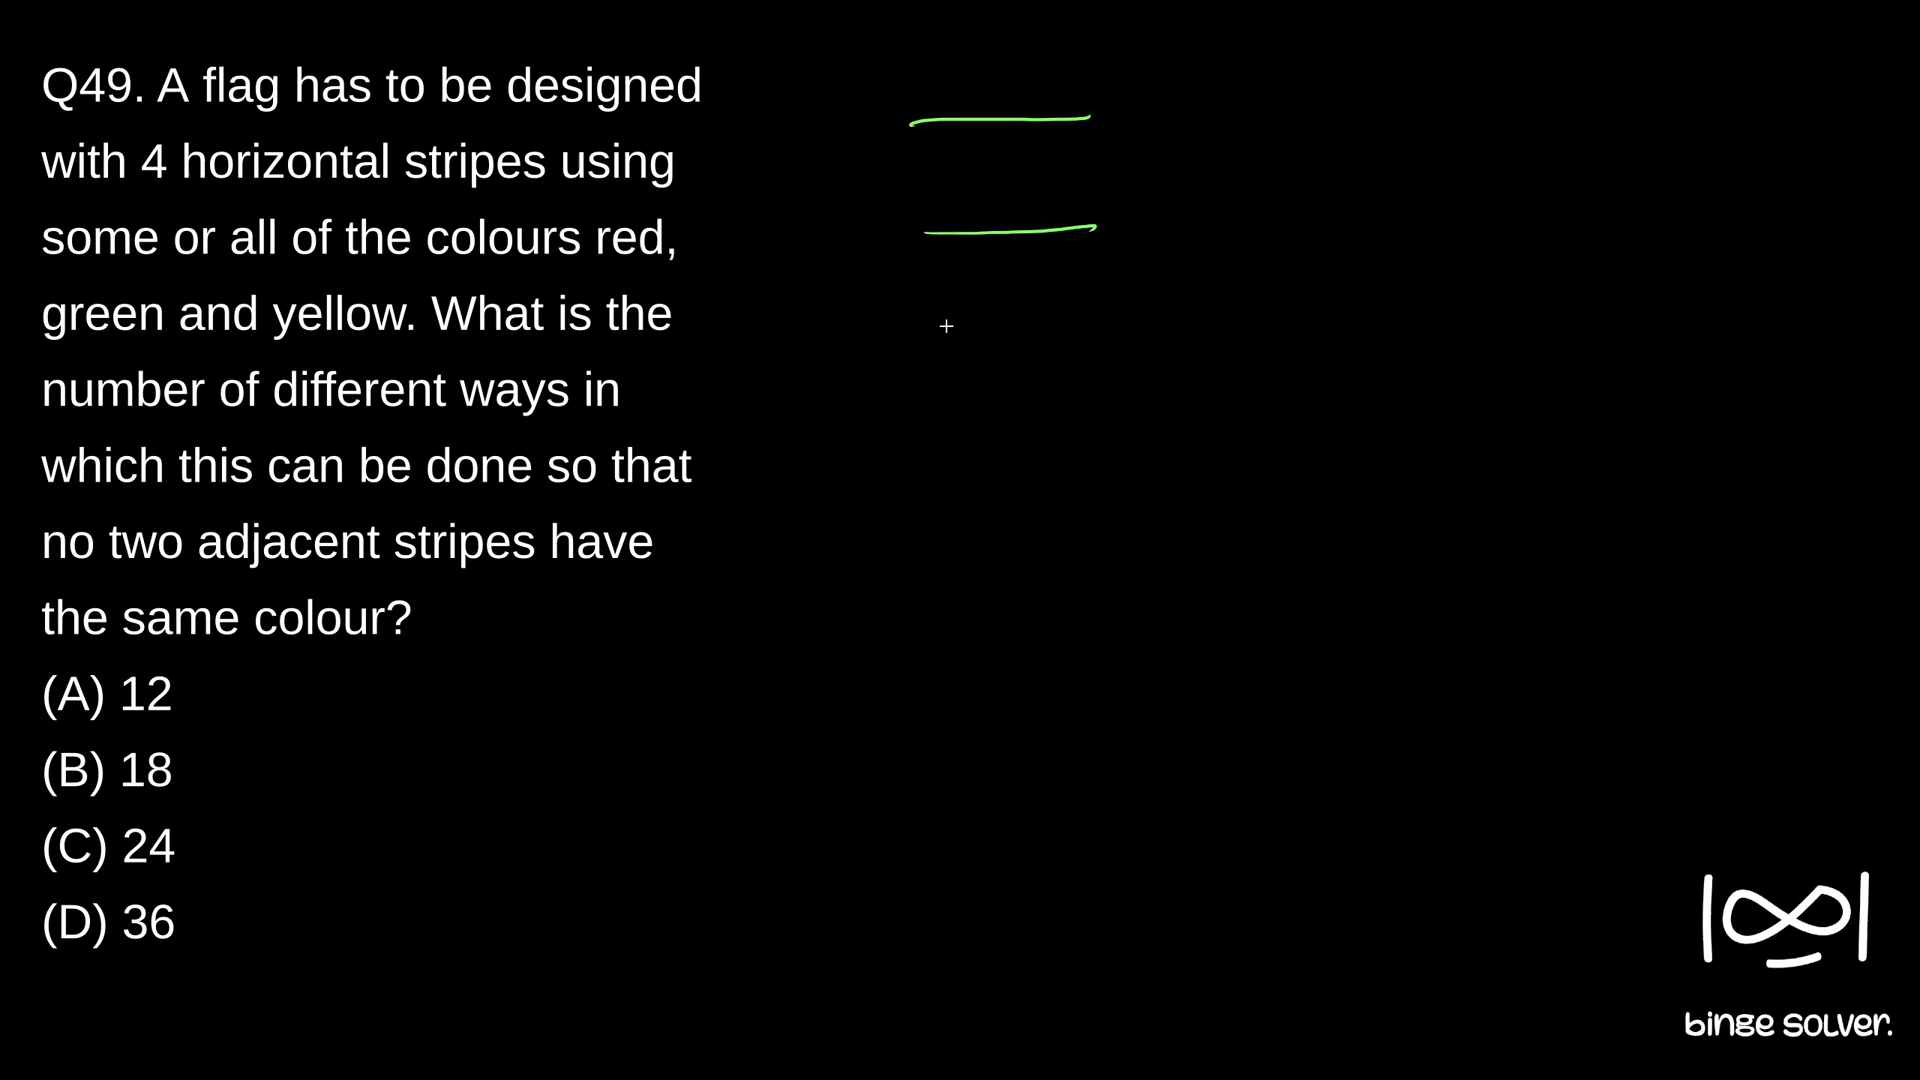 Q49. A flag has to be designed
with 4 horizontal stripes using
some or all of the colours red,
green and yellow. What is the
number of different ways in
which this can be done so that
no two adjacent stripes have
the same colour?
(A) 12
(B) 18
(C) 24
(D) 36
binge solver.